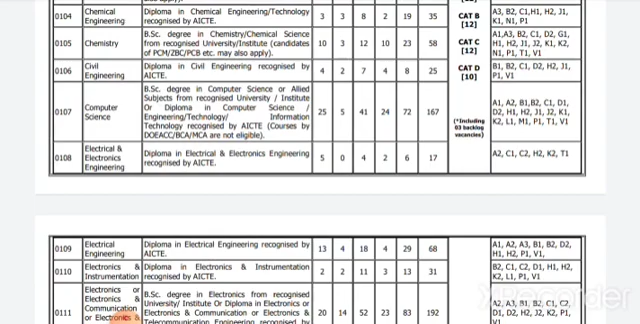 0104 Chemical Diploma in Chemical Engineering/Technology 3 3 8 2 19 35 CAT B A3, B2, C1,H1, H2, J1,
Engineering recognised by AICTE. [12] K1, N1, P1
0105 Chemistry B.Sc. degree in Chemistry/Chemical Science 10 3 12 10 23 58 CAT C A1,A3, B2, C1, D2, G1,
from recognised University/Institute (candidates [12] H1, H2, J1, J2, K1, K2,
of PCM/ZBC/PCB etc. may also apply). N1, P1, T1, V1
0106 Civil Diploma in Civil Engineering recognised by 4 2 7 4 8 25 CAT D B1, B2, C1, D2, H2, J1,
Engineering AICTE. [10] P1, V1
0107 Computer B.Sc. degree in Computer Science or Allied 25 5 41 24 72 167 A1, A2, B1,B2, C1, D1,
Science Subjects from recognised University / Institute D2, H1, H2, J1, J2, K1,
Or Diploma in Computer Science / (*Including K2, L1, M1, P1, T1, V1
Engineering/Technology/ Information 03 backlog
Technology recognised by AICTE (Courses by vacancies)
DOEACC/BCA/MCA are not eligible).
0108 Electrical & Diploma in Electrical & Electronics Engineering 5 0 4 2 6 17 A2, C1, C2, H2, K2, T1
Electronics recognised by AICTE.
Engineering
0109 Electrical Diploma in Electrical Engineering recognised by 13 4 18 4 29 68 A1, A2, A3, B1, B2, D2,
Engineering AICTE. H1, H2, P1, V1,
0110 Electronics & Diploma in Electronics & Instrumentation 2 2 11 3 13 31 B2, C1, C2, D1, H1, H2,
Instrumentation recognised by AICTE. K2, L1, P1, V1
0111 Electronics or B.Sc. degree in Electronics from recognised 20 14 52 23 83 192 A2, A3, B1, B2, C1, C2,
Electronics & University/ Institute Or Diploma in Electronics or D1, D2, H2, J2, K2, P1,
Communication Electronics & Communication or Electronics & V1
or Electronics & Telecommunication Engineering recognised by